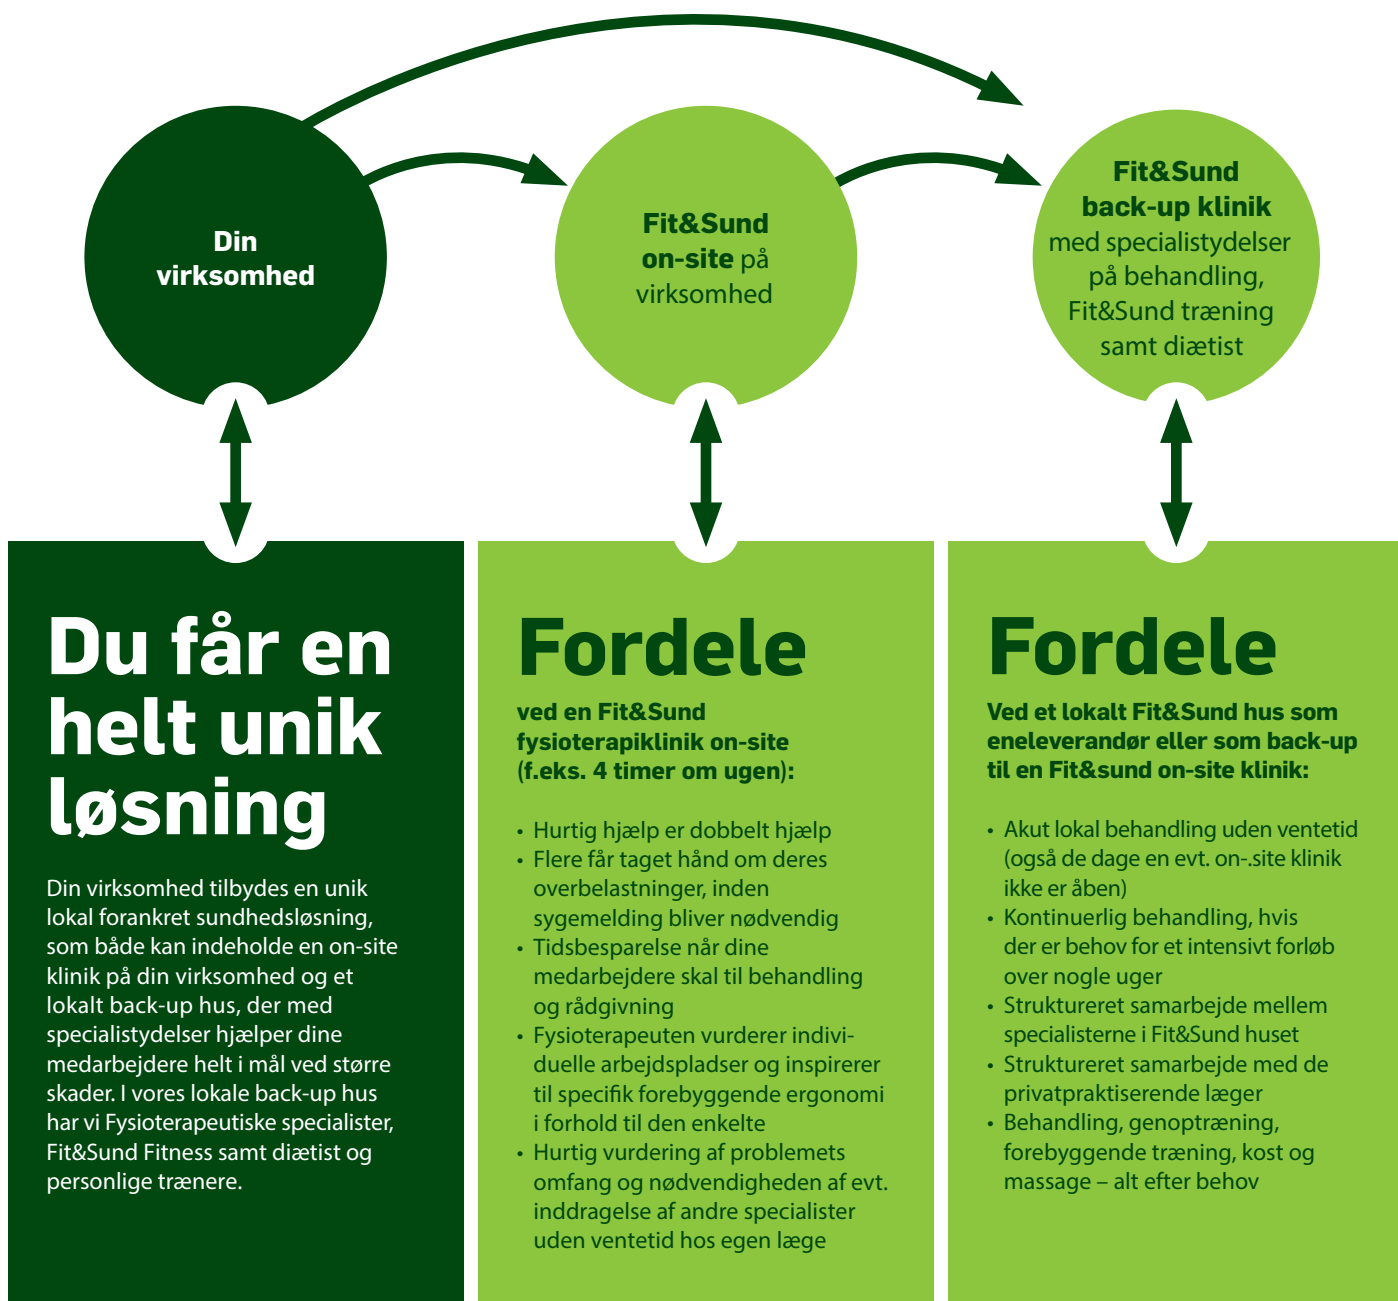 Din
virksomhed
Fit&Sund
on-site på
virksomhed
Fit&Sund
back-up klinik
med specialistydelser
på behandling,
Fit&Sund træning
samt diætist
Du får en
helt unik
løsning
Din virksomhed tilbydes en unik
lokal forankret sundhedsløsning,
som både kan indeholde en on-site
klinik på din virksomhed og et
lokalt back-up hus, der med
specialistydelser hjælper dine
medarbejdere helt i mål ved større
skader. I vores lokale back-up hus
har vi Fysioterapeutiske specialister,
Fit&Sund Fitness samt diætist og
personlige trænere.
Fordele
ved en Fit&Sund
fysioterapiklinik on-site
(f.eks. 4 timer om ugen):
• Hurtig hjælp er dobbelt hjælp
• Flere får taget hånd om deres
overbelastninger, inden
sygemelding bliver nødvendig
• Tidsbesparelse når dine
medarbejdere skal til behandling
og rådgivning
• Fysioterapeuten vurderer indivi-
duelle arbejdspladser og inspirerer
til specifik forebyggende ergonomi
i forhold til den enkelte
• Hurtig vurdering af problemets
omfang og nødvendigheden af evt.
inddragelse af andre specialister
uden ventetid hos egen læge
Fordele
Ved et lokalt Fit&Sund hus som
eneleverandør eller som back-up
til en Fit&sund on-site klinik:
• Akut lokal behandling uden ventetid
(også de dage en evt. on-.site klinik
ikke er åben)
• Kontinuerlig behandling, hvis
der er behov for et intensivt forløb
over nogle uger
• Struktureret samarbejde mellem
specialisterne i Fit&Sund huset
• Struktureret samarbejde med de
privatpraktiserende læger
• Behandling, genoptræning,
forebyggende træning, kost og
massage – alt efter behov